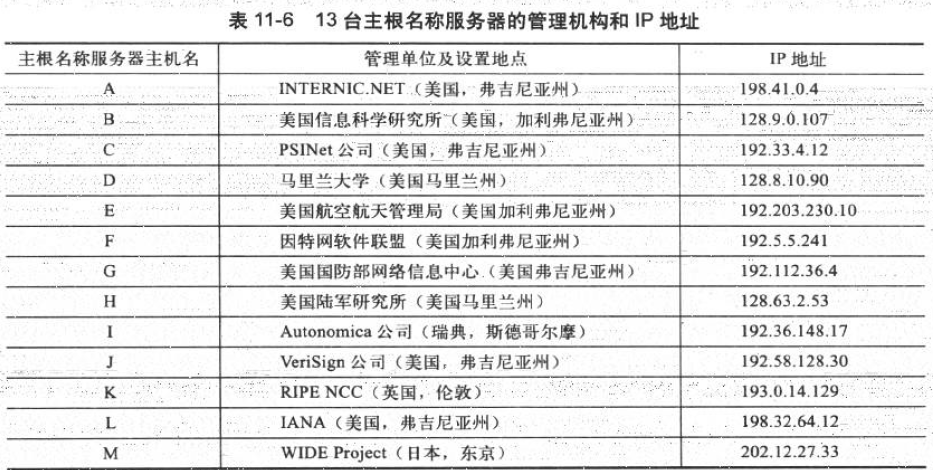 表 11-6 13 台主根名称服务器的管理机构和 IP 地址
主根名称服务器主机名 管理单位及设置地点 IP 地址
A INTERNIC.NET（美国，弗吉尼亚州） 198.41.0.4
B 美国信息科学研究所（美国，加利弗尼亚州） 128.9.0.107
C PSINet 公司（美国，弗吉尼亚州） 192.33.4.12
D 马里兰大学（美国马里兰州） 128.8.10.90
E 美国航空航天管理局（美国加利弗尼亚州） 192.203.230.10
F 因特网软件联盟（美国加利弗尼亚州） 192.5.5.241
G 美国国防部网络信息中心（美国弗吉尼亚州） 192.112.36.4
H 美国陆军研究所（美国马里兰州） 128.63.2.53
I Autonomica 公司（瑞典，斯德哥尔摩） 192.36.148.17
J VeriSign 公司（美国，弗吉尼亚州） 192.58.128.30
K RIPE NCC（英国，伦敦） 193.0.14.129
L IANA（美国，弗吉尼亚州） 198.32.64.12
M WIDE Project（日本，东京） 202.12.27.33